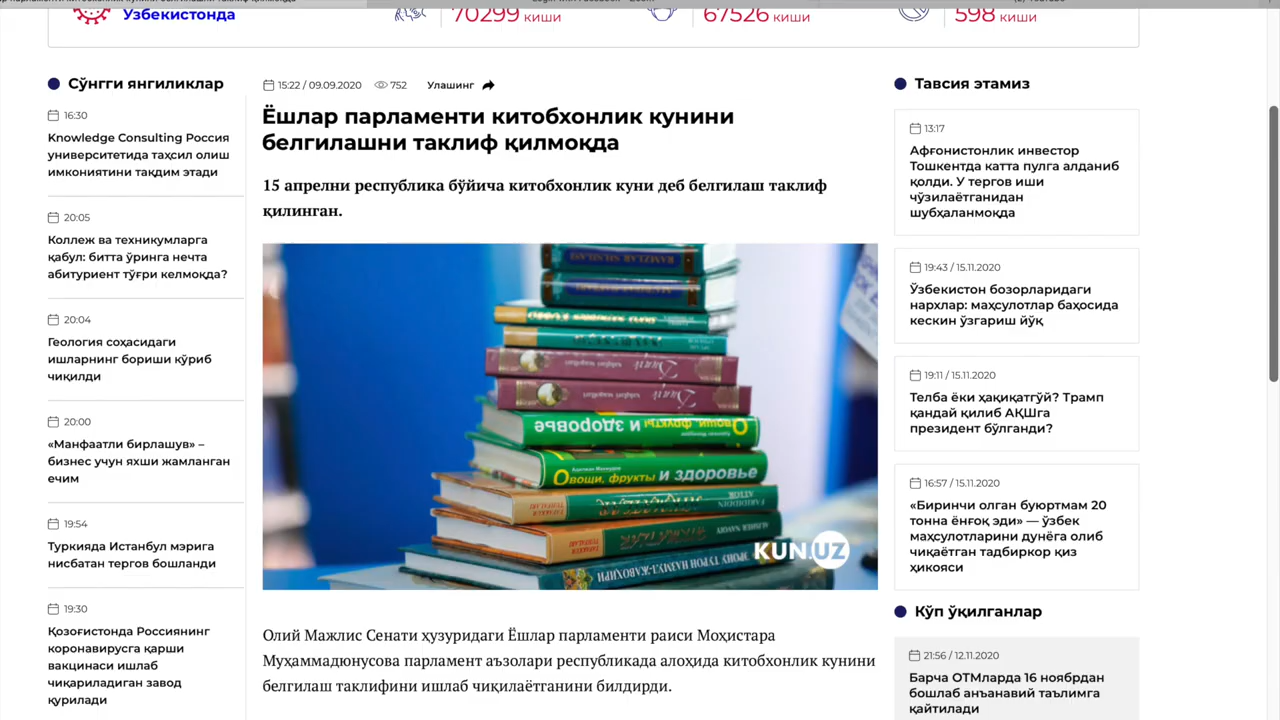 Ўзбекистонда
70299 киши
67526 киши
598 киши
Сўнгги янгиликлар
16:30
Knowledge Consulting Россия
университетида таҳсил олиш
имкониятини тақдим этади
20:05
Коллеж ва техникумларга
қабул: битта ўринга нечта
абитуриент тўғри келмоқда?
20:04
Геология соҳасидаги
ишларнинг бориши кўриб
чиқилди
20:00
«Манфаатли бирлашув» –
бизнес учун яхши жамланган
ечим
19:54
Туркияда Истанбул мэрига
нисбатан тергов бошланди
19:30
Қозоғистонда Россиянинг
коронавирусга қарши
вакцинаси ишлаб
чиқариладиган завод
қурилади
15:22 / 09.09.2020 752 Улашинг
Ёшлар парламенти китобхонлик кунини
белгилашни таклиф қилмоқда
15 апрелни республика бўйича китобхонлик куни деб белгилаш таклиф
қилинган.
RAMZLAR SILSILASI
Овощи, фрукты и здоровье
Овощи, фрукты и здоровье
FARIDDIN ATTOR
ALISHER NAVOIY
KUN.UZ
Олий Мажлис Сенати ҳузуридаги Ёшлар парламенти раиси Моҳистара
Муҳаммадюнусова парламент аъзолари республикада алоҳида китобхонлик кунини
белгилаш таклифини ишлаб чиқилаётганини билдирди.
Тавсия этамиз
13:17
Афғонистонлик инвестор
Тошкентда катта пулга алданиб
қолди. У тергов иши
чўзилаётганидан
шубҳаланмоқда
19:43 / 15.11.2020
Ўзбекистон бозорларидаги
нархлар: маҳсулотлар баҳосида
кескин ўзгариш йўқ
19:11 / 15.11.2020
Телба ёки ҳақиқатгўй? Трамп
қандай қилиб АҚШга
президент бўлганди?
16:57 / 15.11.2020
«Биринчи олган буюртмам 20
тонна ёнғоқ эди» — ўзбек
маҳсулотларини дунёга олиб
чиқаётган тадбиркор қиз
ҳикояси
Кўп ўқилганлар
21:56 / 12.11.2020
Барча ОТМларда 16 ноябрдан
бошлаб анъанавий таълимга
қайтилади